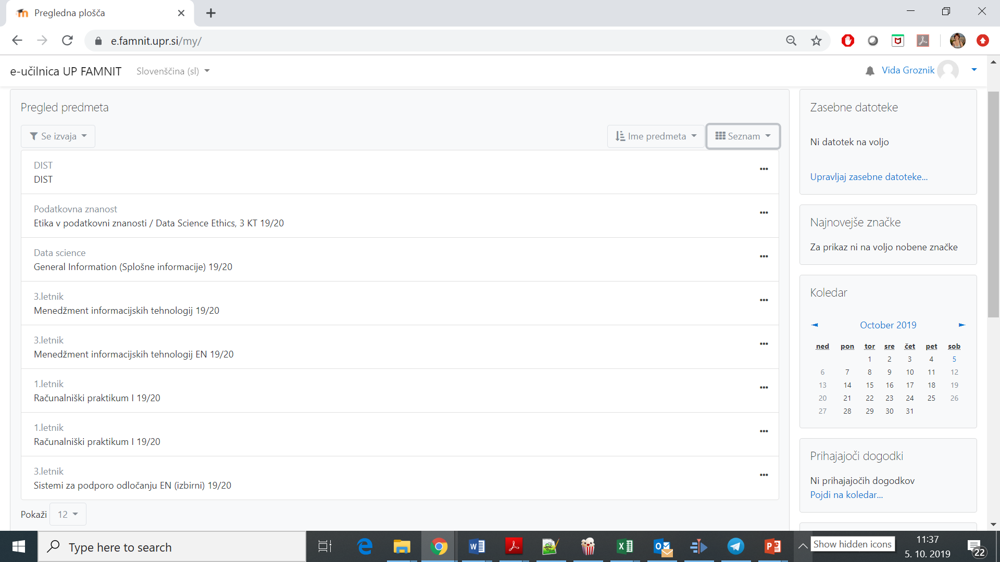 Pregledna plošča
e.famnit.upr.si/my/
e-učilnica UP FAMNIT
Slovenščina (sl)
Vida Groznik
Pregled predmeta
Se izvaja
Ime predmeta
Seznam
DIST
DIST
Podatkovna znanost
Etika v podatkovni znanosti / Data Science Ethics, 3 KT 19/20
Data science
General Information (Splošne informacije) 19/20
3.letnik
Menedžment informacijskih tehnologij 19/20
3.letnik
Menedžment informacijskih tehnologij EN 19/20
1.letnik
Računalniški praktikum I 19/20
1.letnik
Računalniški praktikum I 19/20
3.letnik
Sistemi za podporo odločanju EN (izbirni) 19/20
Pokaži 12
Zasebne datoteke
Ni datotek na voljo
Upravljaj zasebne datoteke...
Najnovejše značke
Za prikaz ni na voljo nobene značke
Koledar
◄ October 2019 ►
ned pon tor sre čet pet sob
1 2 3 4 5
6 7 8 9 10 11 12
13 14 15 16 17 18 19
20 21 22 23 24 25 26
27 28 29 30 31
Prihajajoči dogodki
Ni prihajajočih dogodkov
Pojdi na koledar...
Type here to search
Show hidden icons
11:37
5. 10. 2019
22